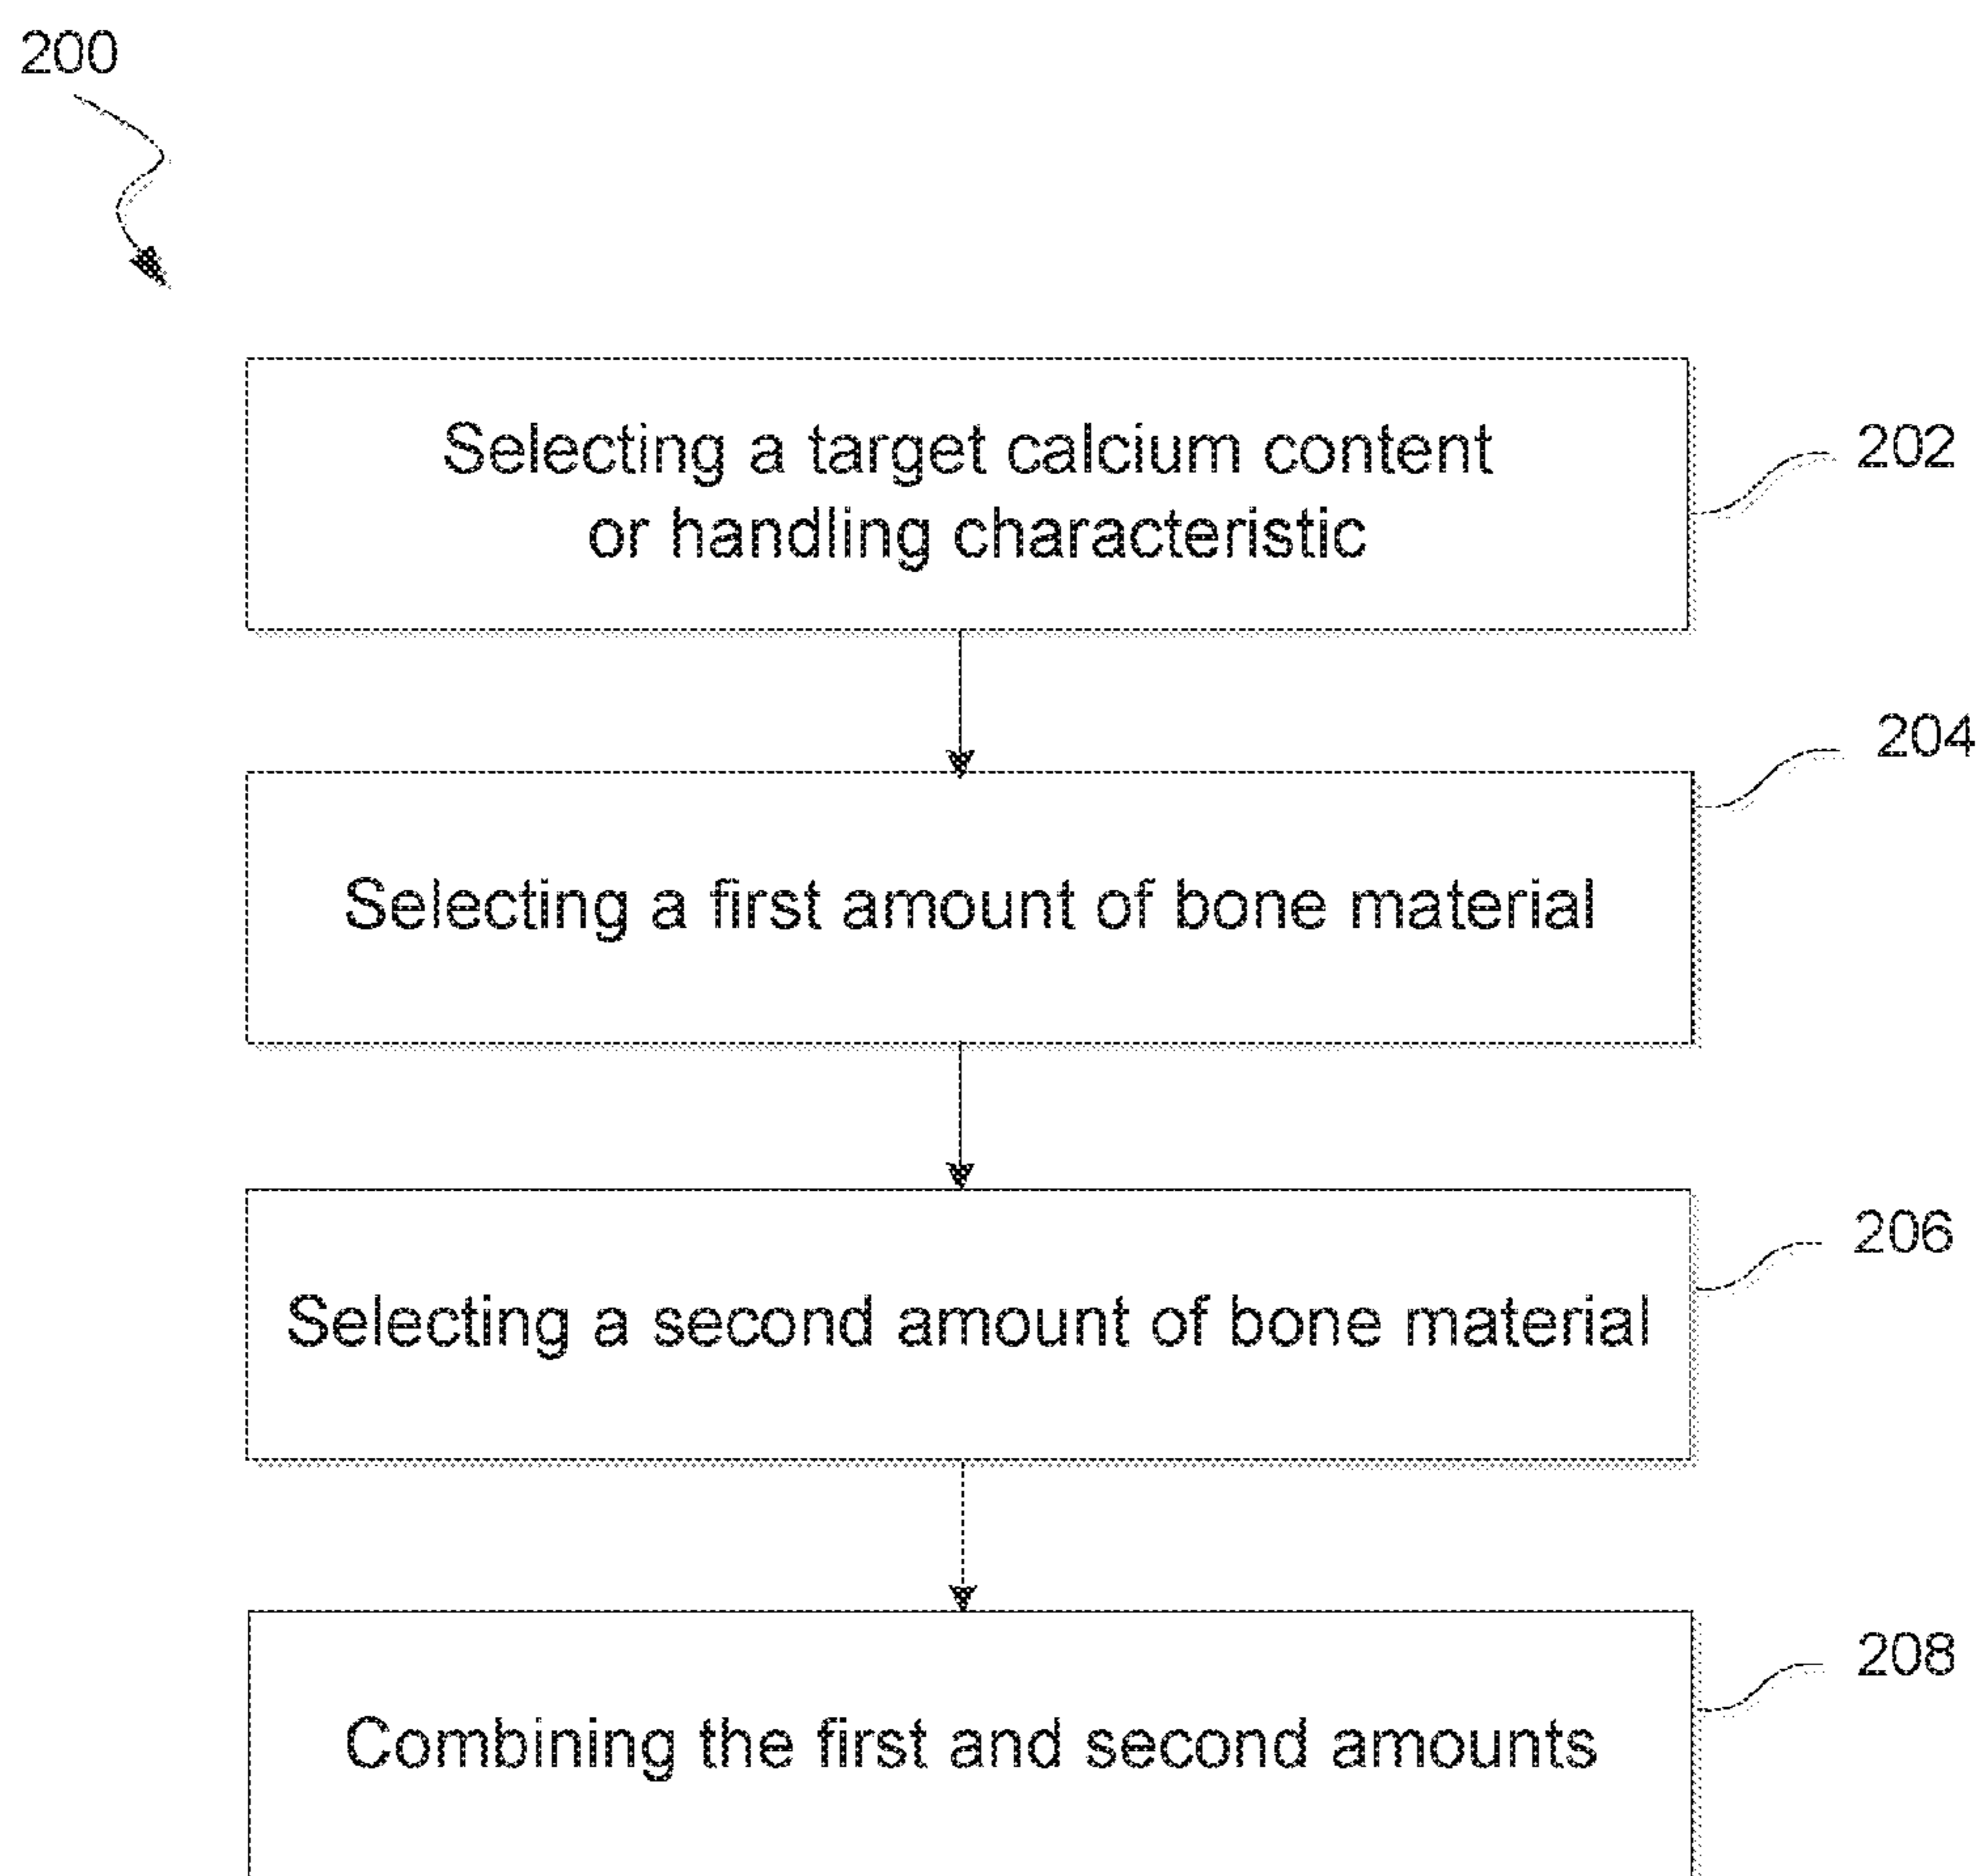 200
Selecting a target calcium content
or handling characteristic
202
204
Selecting a first amount of bone material
206
Selecting a second amount of bone material
208
Combining the first and second amounts